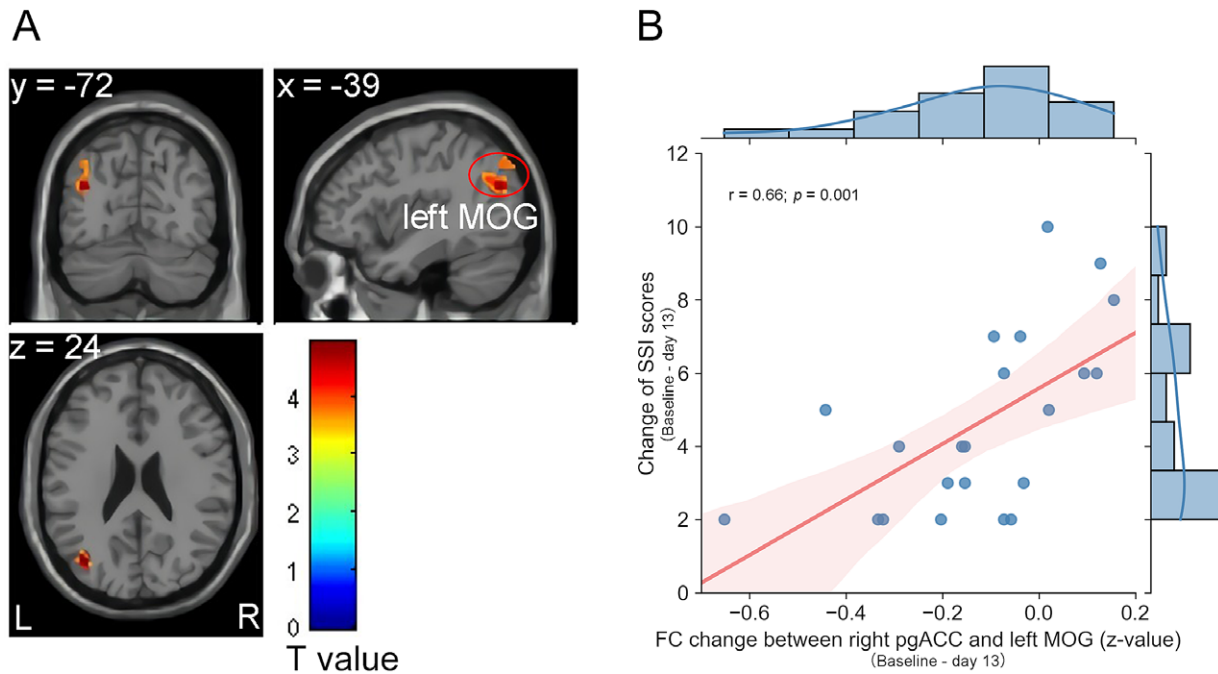 A
B
y = -72
x = -39
left MOG
z = 24
L
R
4
3
2
1
0
T value
r = 0.66; p = 0.001
12
10
8
6
4
2
0
Change of SSI scores
(Baseline - day 13)
−0.6
−0.4
−0.2
0.0
0.2
FC change between right pgACC and left MOG (z-value)
(Baseline - day 13)